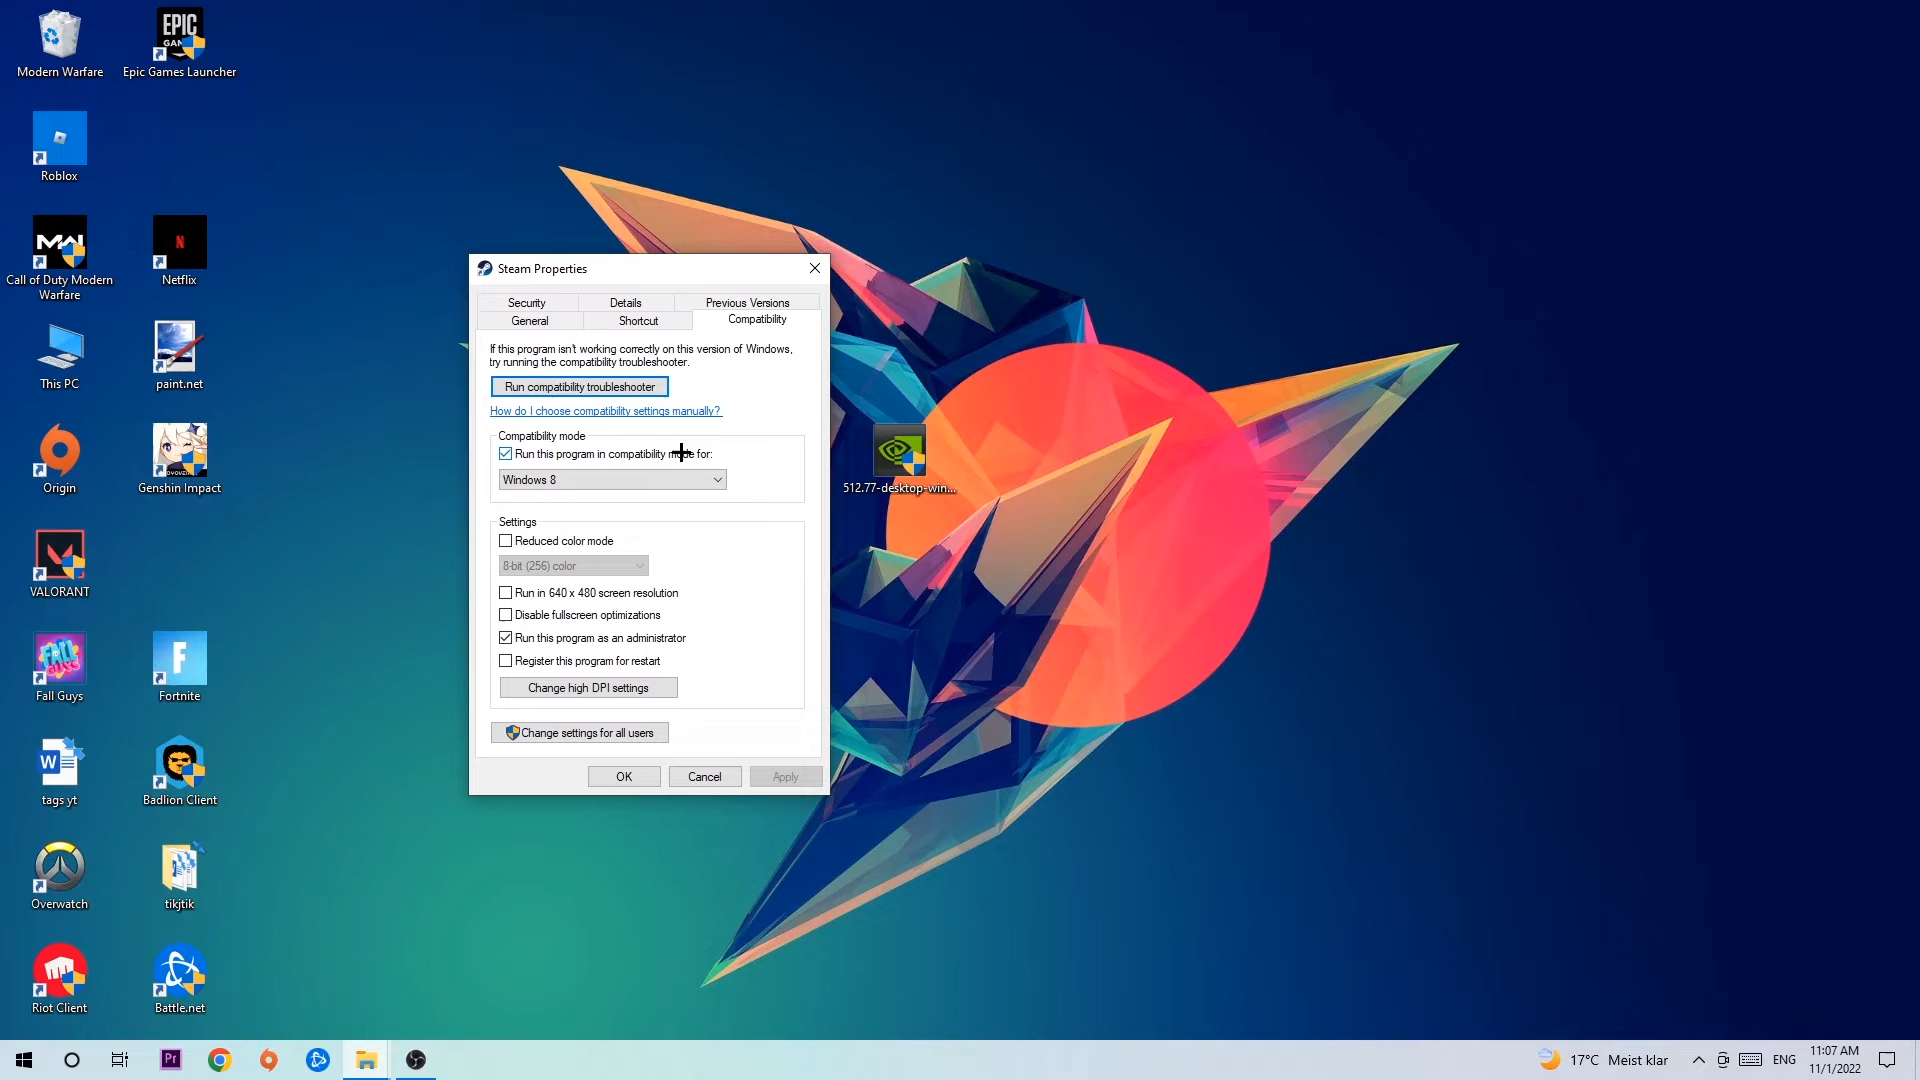 Modern Warfare
EPIC
GAMES
Epic Games Launcher
Roblox
MW
Call of Duty Modern
Warfare
N
Netflix
This PC
paint.net
Origin
Genshin Impact
VALORANT
FALL
GUYS
Fall Guys
F
Fortnite
W
tags yt
Badlion Client
Overwatch
tikjtik
Riot Client
Battle.net
Steam Properties
Security
Details
Previous Versions
General
Shortcut
Compatibility
If this program isn't working correctly on this version of Windows,
try running the compatibility troubleshooter.
Run compatibility troubleshooter
How do I choose compatibility settings manually?
Compatibility mode
Run this program in compatibility mode for:
Windows 8
Settings
Reduced color mode
8-bit (256) color
Run in 640 x 480 screen resolution
Disable fullscreen optimizations
Run this program as an administrator
Register this program for restart
Change high DPI settings
Change settings for all users
OK
Cancel
Apply
512.77-desktop-win...
Pr
17°C Meist klar
ENG
11:07 AM
11/1/2022